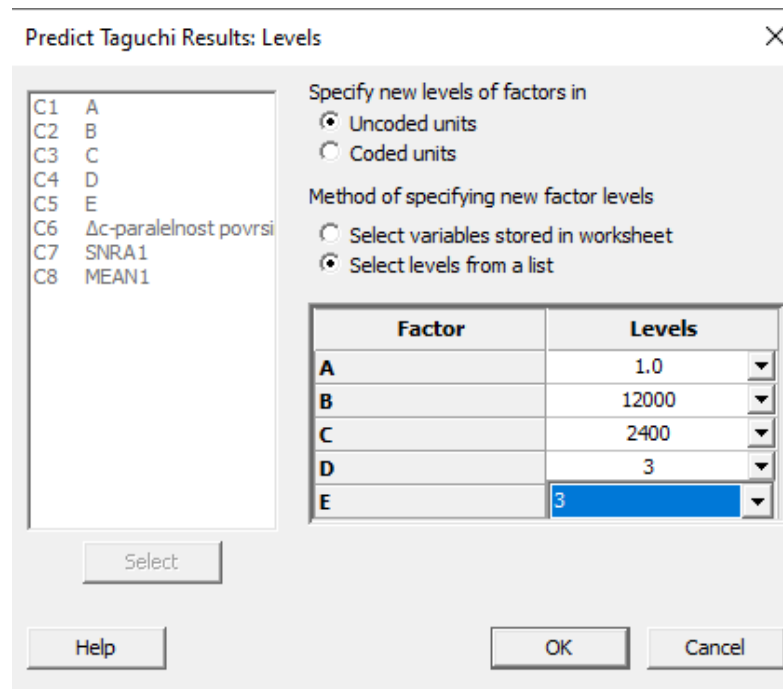 Predict Taguchi Results: Levels
C1 A
C2 B
C3 C
C4 D
C5 E
C6 Δc-paralelnost povrsi
C7 SNRA1
C8 MEAN1
Select
Specify new levels of factors in
Uncoded units
Coded units
Method of specifying new factor levels
Select variables stored in worksheet
Select levels from a list
Factor Levels
A 1.0
B 12000
C 2400
D 3
E 3
Help OK Cancel